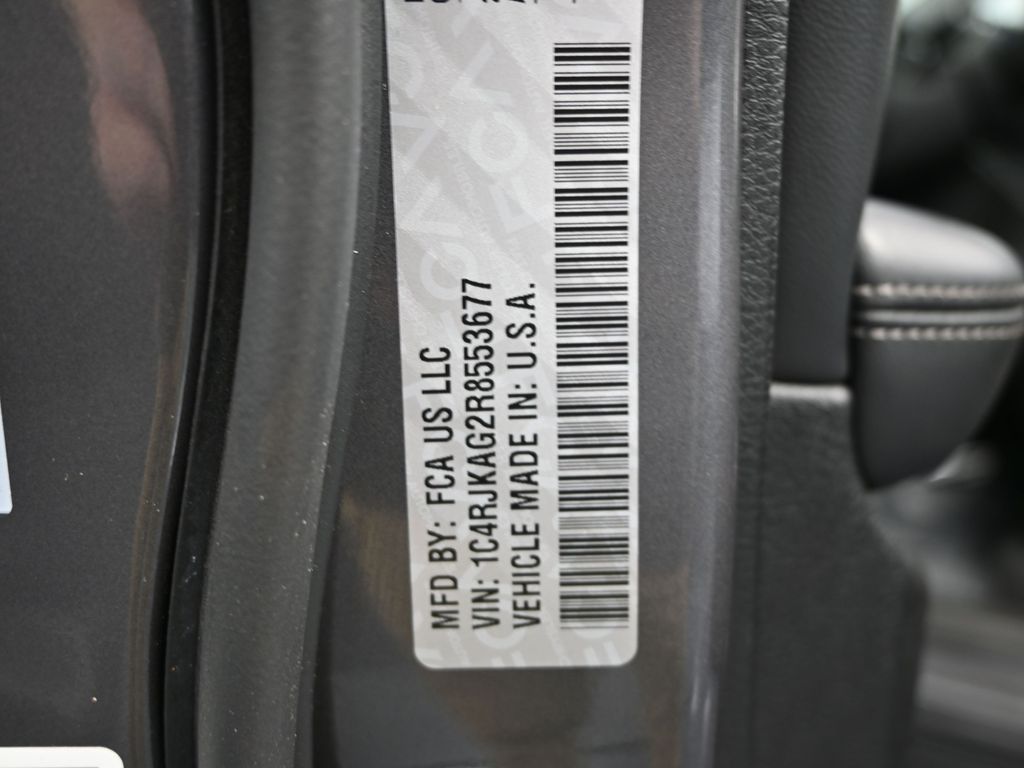 MFD BY: FCA US LLC
VIN: 1C4RJKAG2R8553677
VEHICLE MADE IN: U.S.A.